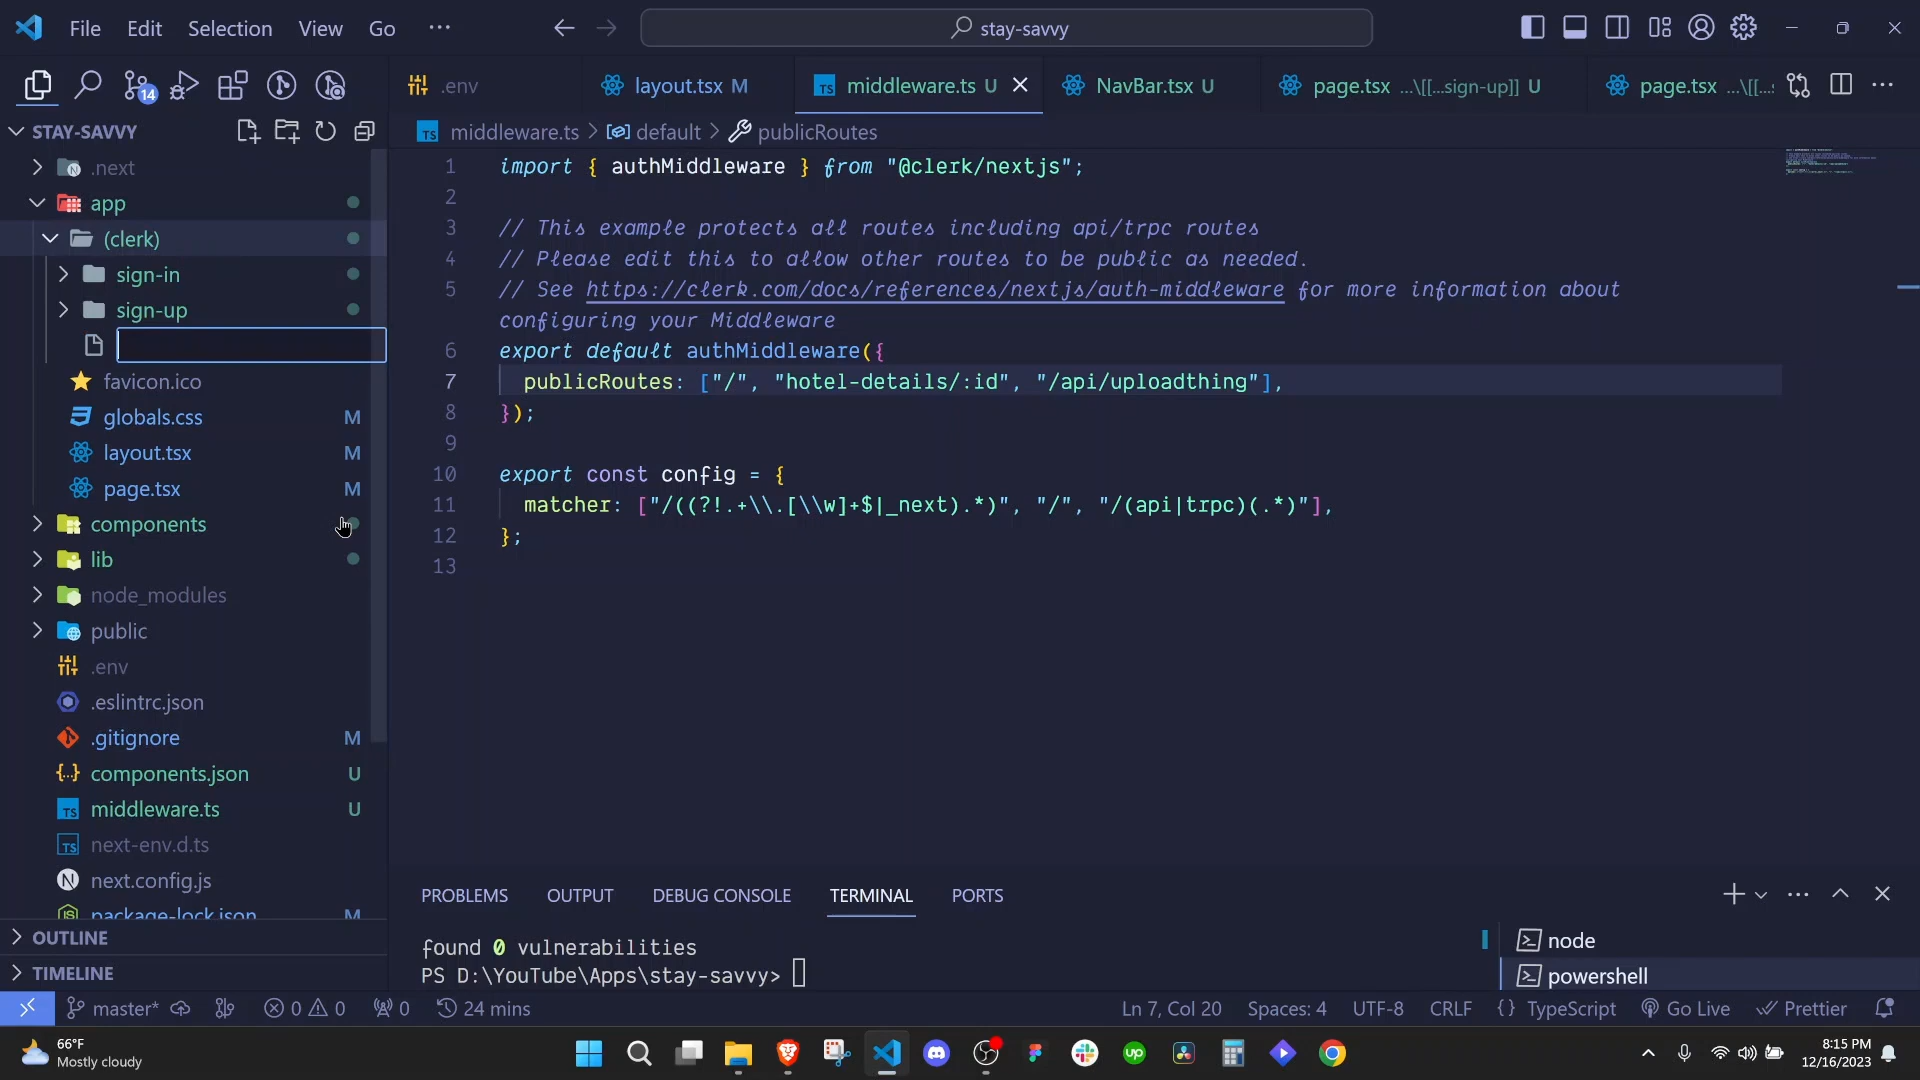 File Edit Selection View Go ···
stay-savvy
14
.env
layout.tsx M
middleware.ts U
NavBar.tsx U
page.tsx ...\[[...sign-up]] U
page.tsx ...\[[...s
STAY-SAVVY
middleware.ts > default > publicRoutes
.next
app
(clerk)
sign-in
sign-up
favicon.ico
globals.css M
layout.tsx M
page.tsx M
components
lib
node_modules
public
.env
.eslintrc.json
.gitignore M
components.json U
middleware.ts U
next-env.d.ts
next.config.js
package-lock.json M
OUTLINE
TIMELINE
1 import { authMiddleware } from "@clerk/nextjs";
2
3 // This example protects all routes including api/trpc routes
4 // Please edit this to allow other routes to be public as needed.
5 // See https://clerk.com/docs/references/nextjs/auth-middleware for more information about
configuring your Middleware
6 export default authMiddleware({
7 publicRoutes: ["/", "hotel-details/:id", "/api/uploadthing"],
8 });
9
10 export const config = {
11 matcher: ["/((?!.+\\.[\\w]+$|_next).*)", "/", "/(api|trpc)(.*)"],
12 };
13
PROBLEMS OUTPUT DEBUG CONSOLE TERMINAL PORTS
found 0 vulnerabilities
PS D:\YouTube\Apps\stay-savvy>
node
powershell
master* 0 0 0 24 mins
Ln 7, Col 20 Spaces: 4 UTF-8 CRLF {} TypeScript Go Live Prettier
66°F
Mostly cloudy
8:15 PM
12/16/2023